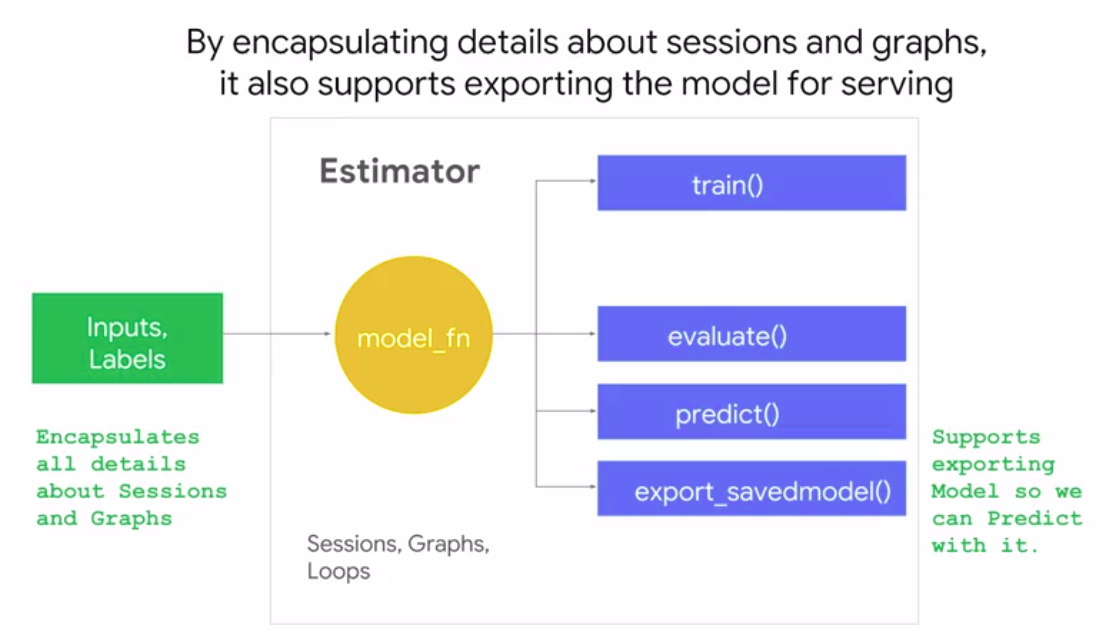 By encapsulating details about sessions and graphs,
it also supports exporting the model for serving
Estimator
train()
Inputs,
Labels
model_fn
evaluate()
predict()
export_savedmodel()
Encapsulates
all details
about Sessions
and Graphs
Supports
exporting
Model so we
can Predict
with it.
Sessions, Graphs,
Loops